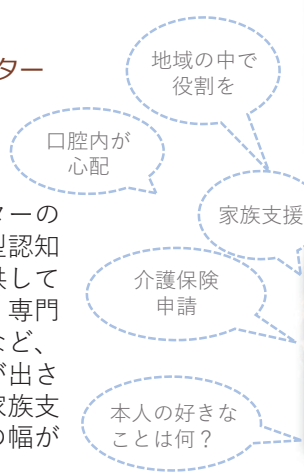 ター
地域の中で
役割を
口腔内が
心配
家族支援
ターの
型認知
供して
、専門
など、
が出さ
家族支
の幅が
介護保険
申請
本人の好きな
ことは何？